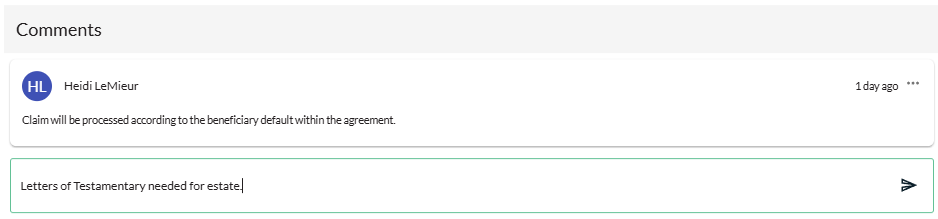 Comments
HL Heidi LeMieur 1 day ago ...
Claim will be processed according to the beneficiary default within the agreement.
Letters of Testamentary needed for estate.